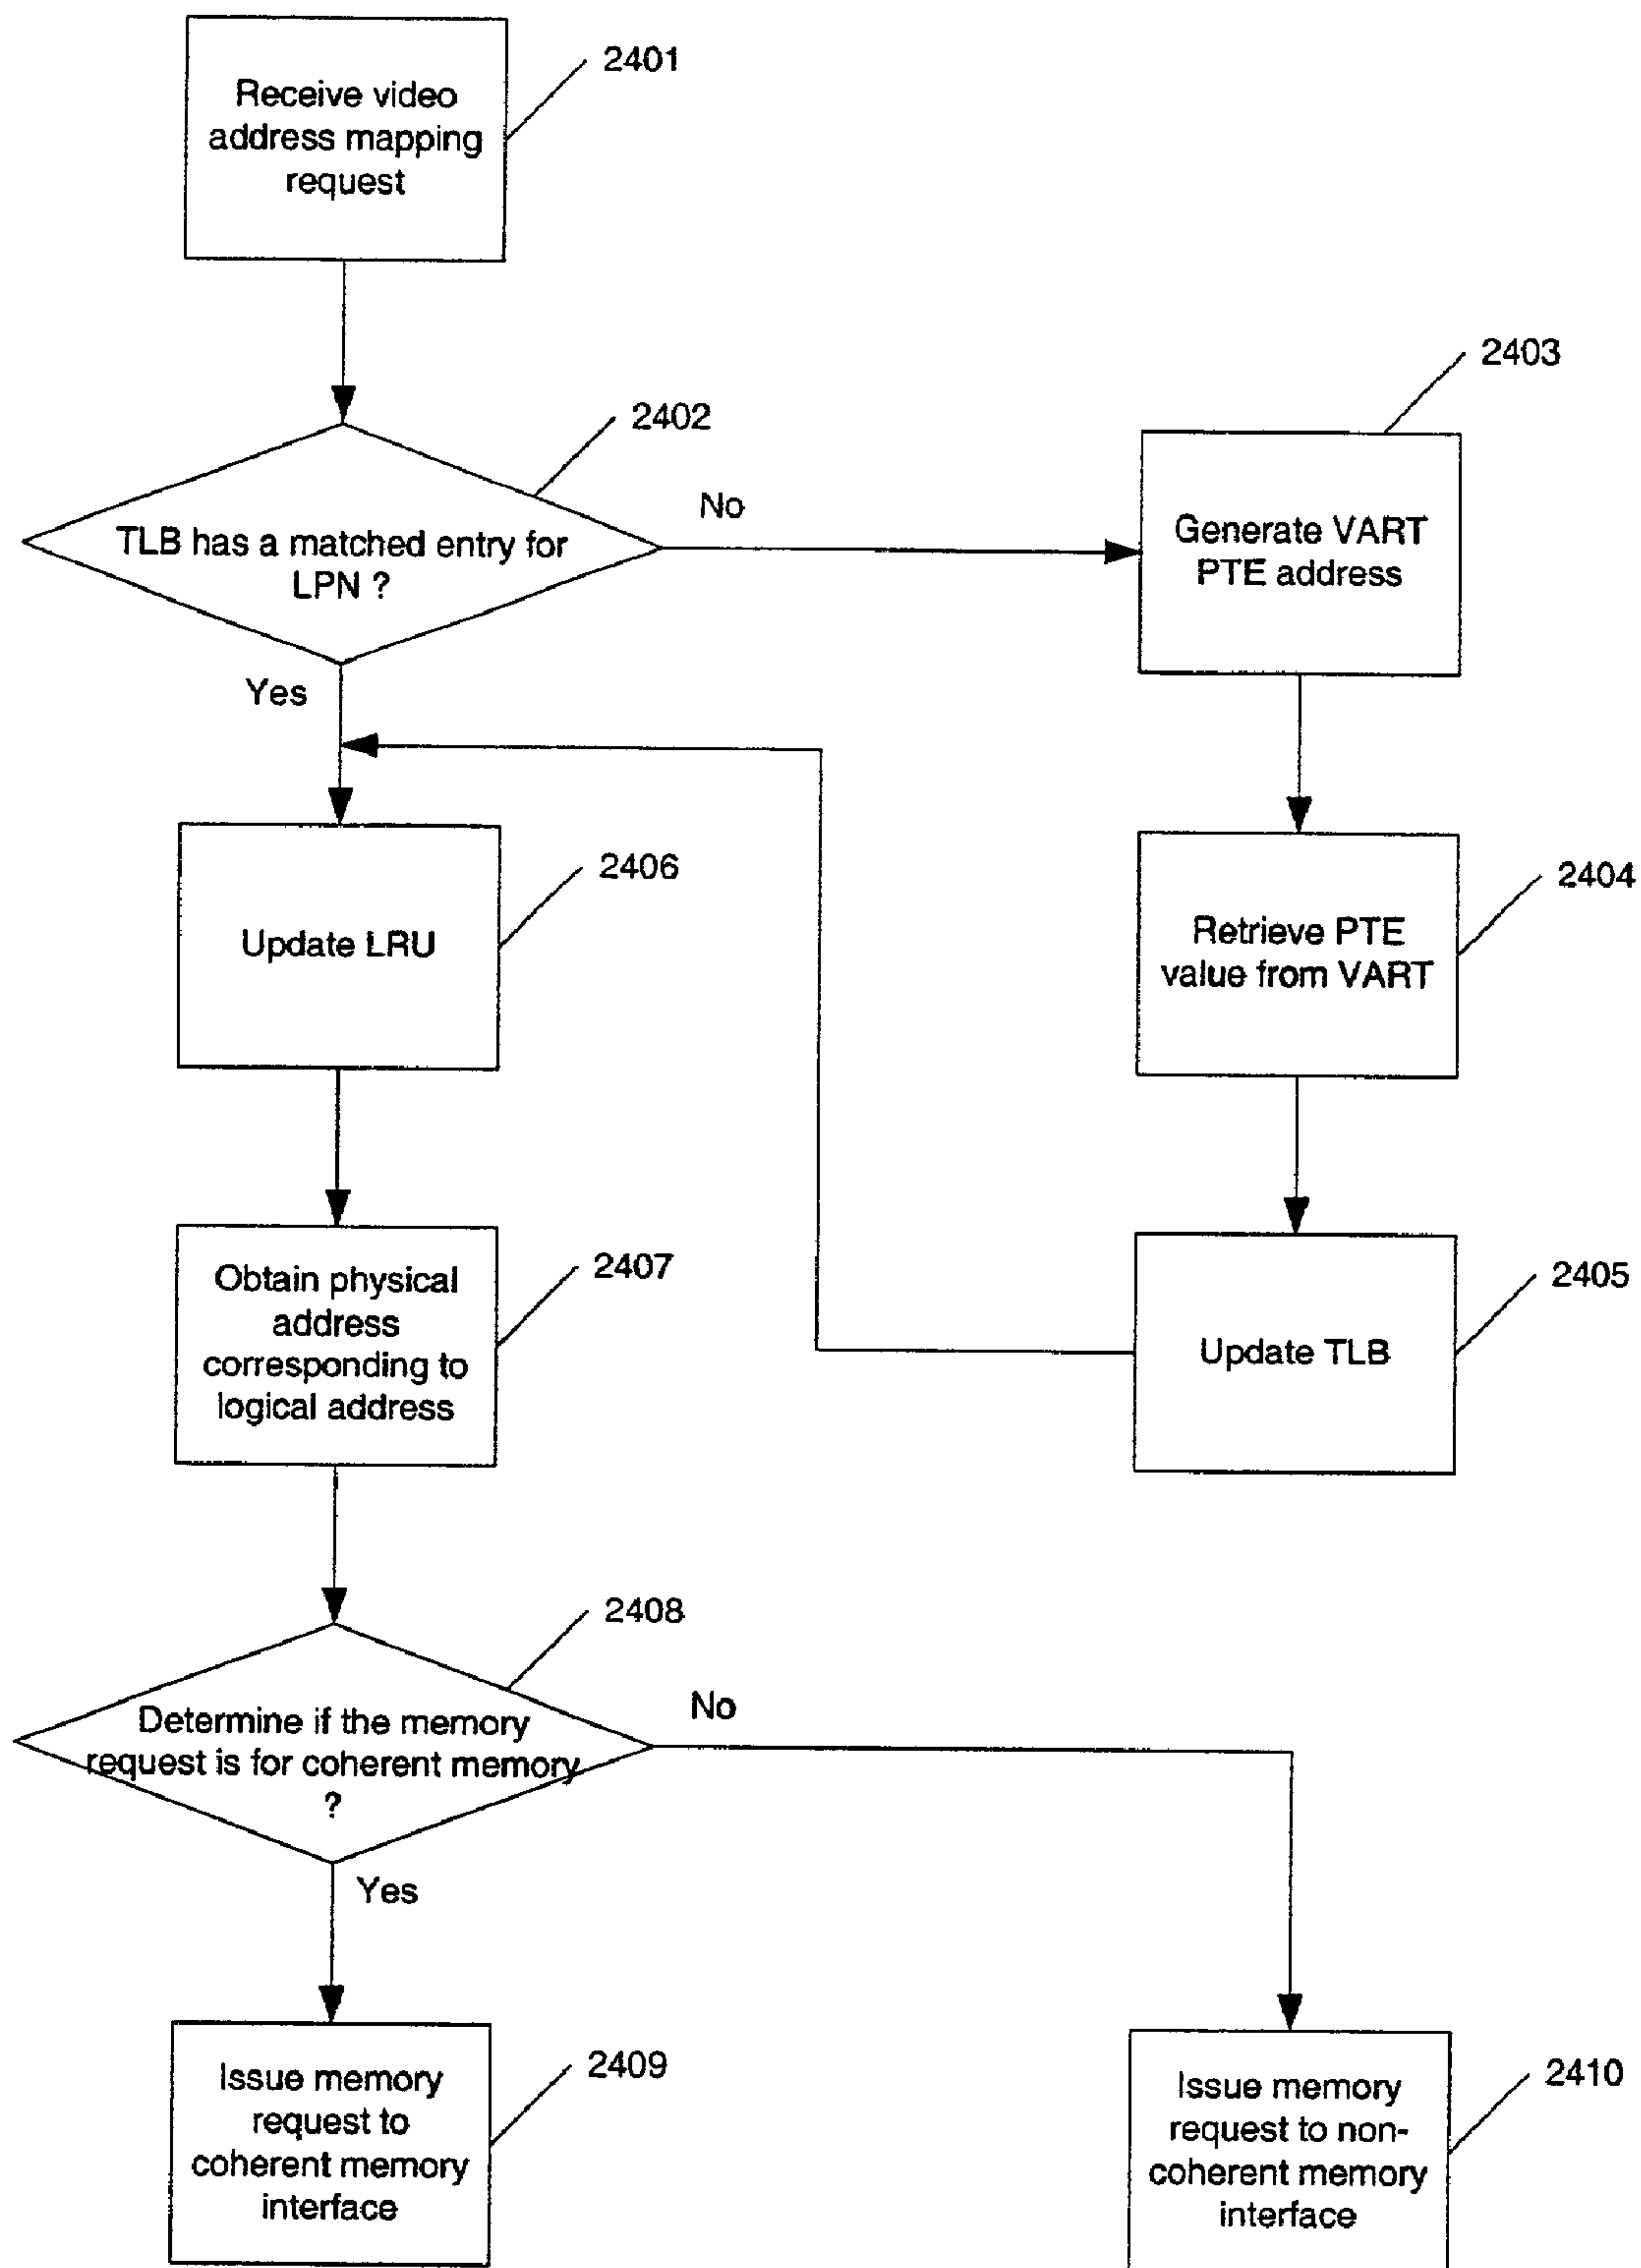 Receive video
address mapping
request
2401
TLB has a matched entry for
LPN ?
2402
No
Yes
Generate VART
PTE address
2403
Retrieve PTE
value from VART
2404
Update TLB
2405
Update LRU
2406
Obtain physical
address
corresponding to
logical address
2407
Determine if the memory
request is for coherent memory
?
2408
No
Yes
Issue memory
request to
coherent memory
interface
2409
Issue memory
request to non-
coherent memory
interface
2410